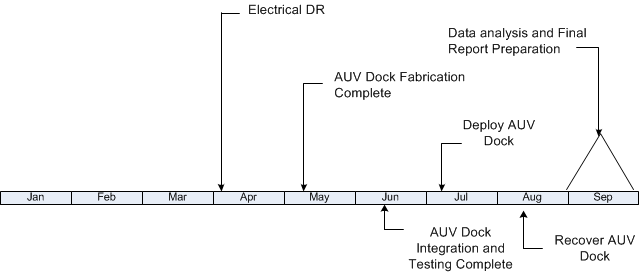 Electrical DR
Data analysis and Final
Report Preparation
AUV Dock Fabrication
Complete
Deploy AUV
Dock
Jan Feb Mar Apr May Jun Jul Aug Sep
AUV Dock
Integration and
Testing Complete
Recover AUV
Dock